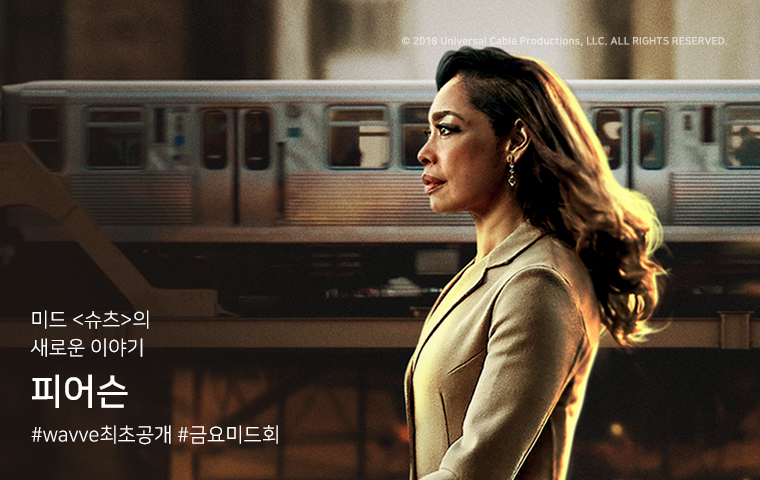 © 2018 Universal Cable Productions, LLC. ALL RIGHTS RESERVED.
미드 <슈츠>의
새로운 이야기
피어슨
#wavve최초공개 #금요미드회